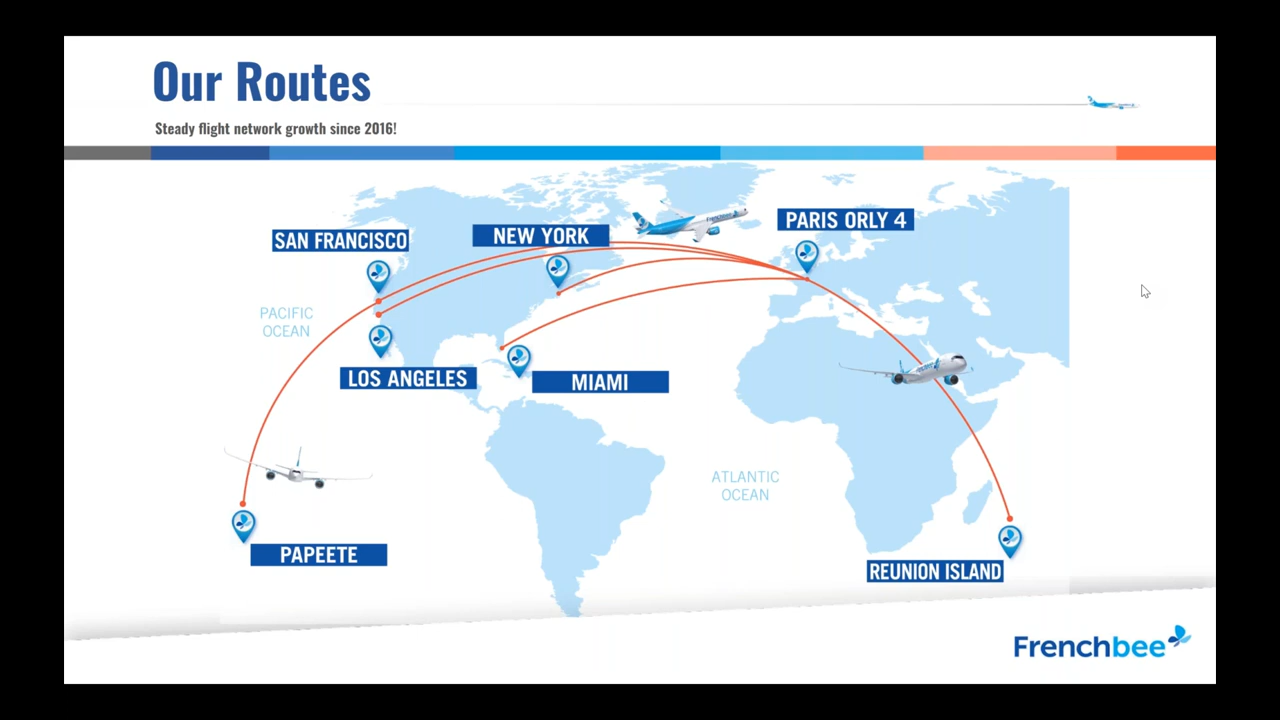 Our Routes
Steady flight network growth since 2016!
PARIS ORLY 4
NEW YORK
SAN FRANCISCO
PACIFIC
OCEAN
LOS ANGELES
MIAMI
ATLANTIC
OCEAN
PAPEETE
REUNION ISLAND
Frenchbee